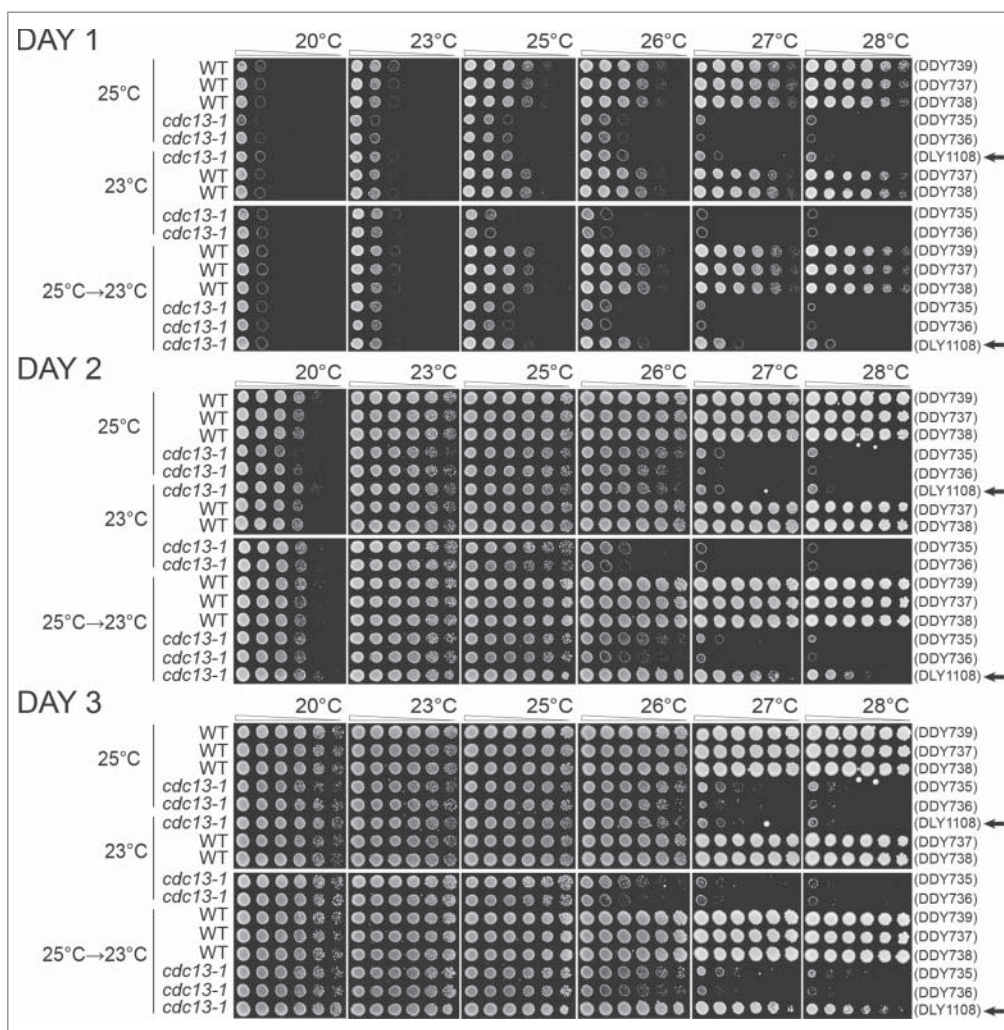 DAY 1
20°C 23°C 25°C 26°C 27°C 28°C
WT (DDY739)
WT (DDY737)
25°C
WT (DDY738)
cdc13-1 (DDY735)
cdc13-1 (DDY736)
cdc13-1 (DLY1108)
WT (DDY737)
23°C
WT (DDY738)
cdc13-1 (DDY735)
cdc13-1 (DDY736)
WT (DDY739)
WT (DDY737)
25°C→23°C
WT (DDY738)
cdc13-1 (DDY735)
cdc13-1 (DDY736)
cdc13-1 (DLY1108)
DAY 2
20°C 23°C 25°C 26°C 27°C 28°C
WT (DDY739)
WT (DDY737)
25°C
WT (DDY738)
cdc13-1 (DDY735)
cdc13-1 (DDY736)
cdc13-1 (DLY1108)
WT (DDY737)
23°C
WT (DDY738)
cdc13-1 (DDY735)
cdc13-1 (DDY736)
WT (DDY739)
WT (DDY737)
25°C→23°C
WT (DDY738)
cdc13-1 (DDY735)
cdc13-1 (DDY736)
cdc13-1 (DLY1108)
DAY 3
20°C 23°C 25°C 26°C 27°C 28°C
WT (DDY739)
WT (DDY737)
25°C
WT (DDY738)
cdc13-1 (DDY735)
cdc13-1 (DDY736)
cdc13-1 (DLY1108)
WT (DDY737)
23°C
WT (DDY738)
cdc13-1 (DDY735)
cdc13-1 (DDY736)
WT (DDY739)
WT (DDY737)
25°C→23°C
WT (DDY738)
cdc13-1 (DDY735)
cdc13-1 (DDY736)
cdc13-1 (DLY1108)